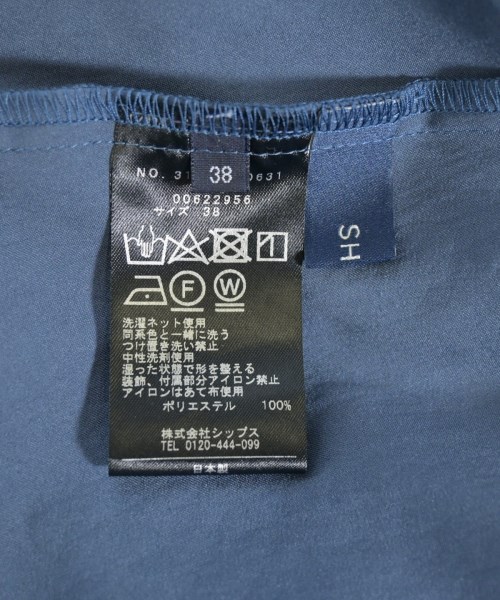 38
NO. 31 0631
00622956
サイズ 38
SH
F
W
洗濯ネット使用
同系色と一緒に洗う
つけ置き洗い禁止
中性洗剤使用
湿った状態で形を整える
装飾、付属部分アイロン禁止
アイロンはあて布使用
ポリエステル 100%
株式会社シップス
TEL 0120-444-099
日本製